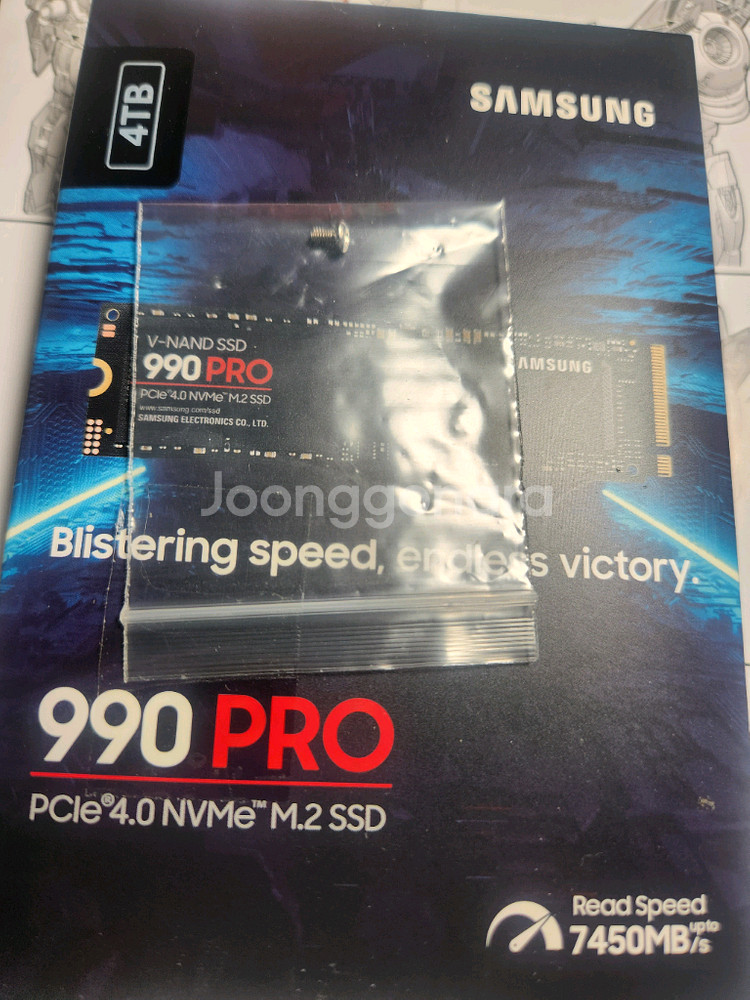 4TB
SAMSUNG
V-NAND SSD
990 PRO
PCIe® 4.0 NVMe™ M.2 SSD
www.samsung.com/ssd
SAMSUNG ELECTRONICS CO., LTD.
SAMSUNG
Joonggonara
Blistering speed, endless victory.
990 PRO
PCIe® 4.0 NVMe™ M.2 SSD
Read Speed
up to
7450MB/s